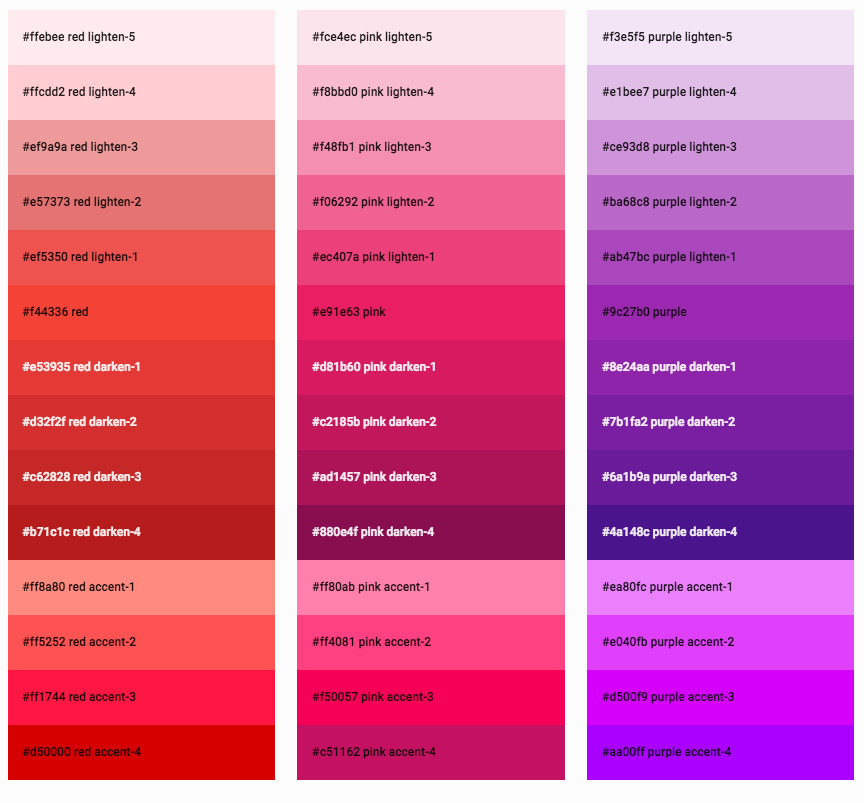 #ffebee red lighten-5
#ffcdd2 red lighten-4
#ef9a9a red lighten-3
#e57373 red lighten-2
#ef5350 red lighten-1
#f44336 red
#e53935 red darken-1
#d32f2f red darken-2
#c62828 red darken-3
#b71c1c red darken-4
#ff8a80 red accent-1
#ff5252 red accent-2
#ff1744 red accent-3
#d50000 red accent-4
#fce4ec pink lighten-5
#f8bbd0 pink lighten-4
#f48fb1 pink lighten-3
#f06292 pink lighten-2
#ec407a pink lighten-1
#e91e63 pink
#d81b60 pink darken-1
#c2185b pink darken-2
#ad1457 pink darken-3
#880e4f pink darken-4
#ff80ab pink accent-1
#ff4081 pink accent-2
#f50057 pink accent-3
#c51162 pink accent-4
#f3e5f5 purple lighten-5
#e1bee7 purple lighten-4
#ce93d8 purple lighten-3
#ba68c8 purple lighten-2
#ab47bc purple lighten-1
#9c27b0 purple
#8e24aa purple darken-1
#7b1fa2 purple darken-2
#6a1b9a purple darken-3
#4a148c purple darken-4
#ea80fc purple accent-1
#e040fb purple accent-2
#d500f9 purple accent-3
#aa00ff purple accent-4